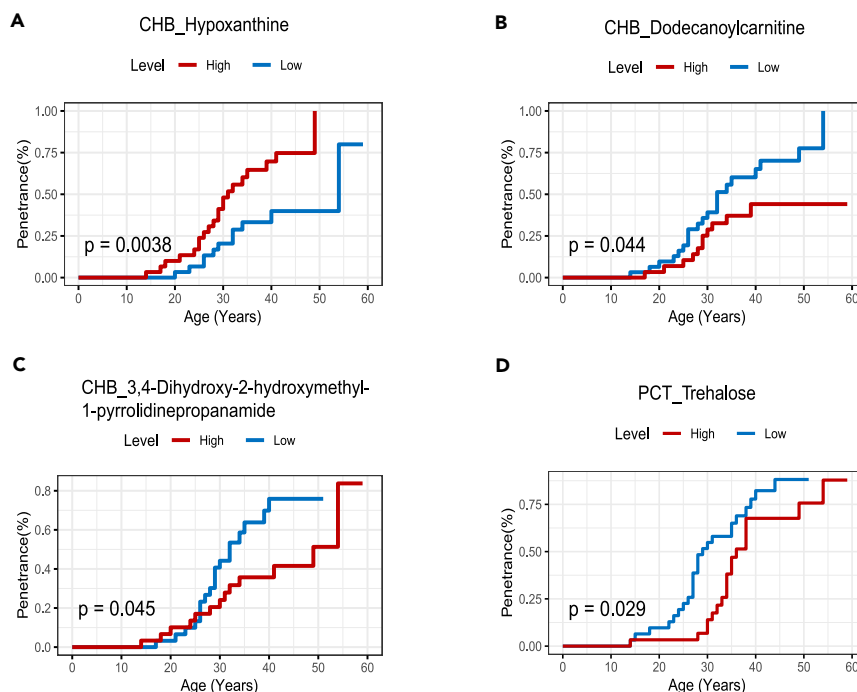 A
CHB_Hypoxanthine
Level High Low
1.00
0.75
0.50
0.25
0.00
Penetrance(%)
p = 0.0038
0 10 20 30 40 50 60
Age (Years)
B
CHB_Dodecanoylcarnitine
Level High Low
1.00
0.75
0.50
0.25
0.00
Penetrance(%)
p = 0.044
0 10 20 30 40 50 60
Age (Years)
C
CHB_3,4-Dihydroxy-2-hydroxymethyl-
1-pyrrolidinepropanamide
Level High Low
0.8
0.6
0.4
0.2
0.0
Penetrance(%)
p = 0.045
0 10 20 30 40 50 60
Age (Years)
D
PCT_Trehalose
Level High Low
0.75
0.50
0.25
0.00
Penetrance(%)
p = 0.029
0 10 20 30 40 50 60
Age (Years)